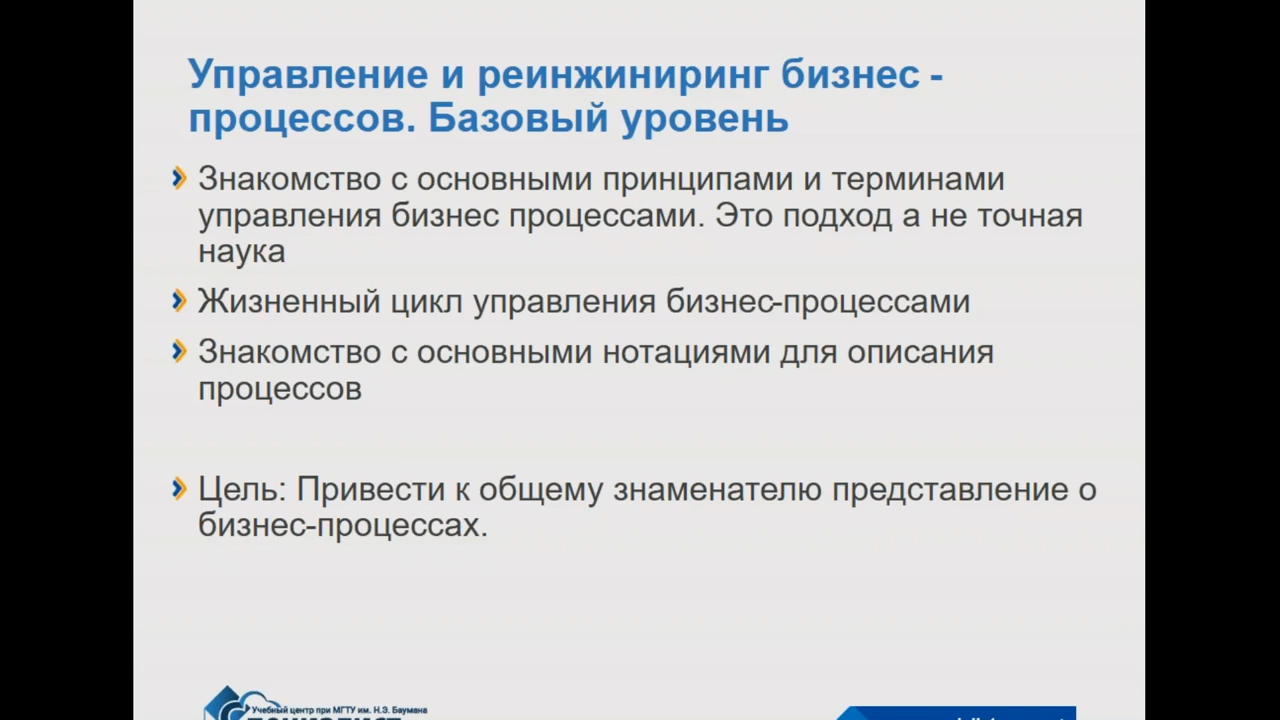 Управление и реинжиниринг бизнес -
процессов. Базовый уровень
Знакомство с основными принципами и терминами
управления бизнес процессами. Это подход а не точная
наука
Жизненный цикл управления бизнес-процессами
Знакомство с основными нотациями для описания
процессов
Цель: Привести к общему знаменателю представление о
бизнес-процессах.
Учебный центр при МГТУ им. Н.Э. Баумана